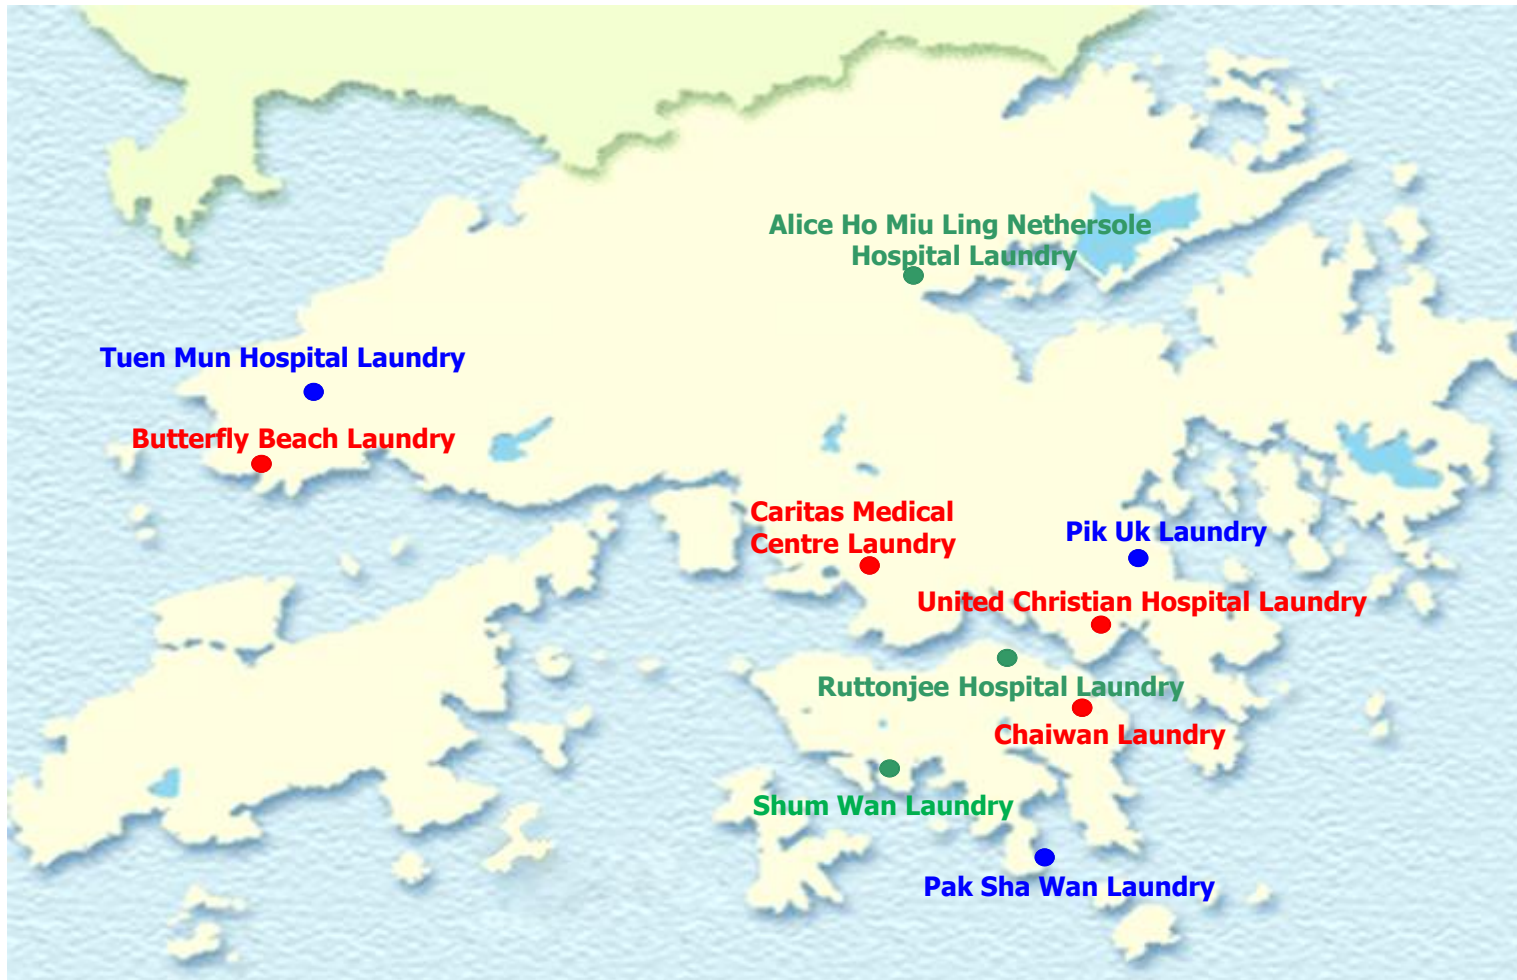 Alice Ho Miu Ling Nethersole
Hospital Laundry
Tuen Mun Hospital Laundry
Butterfly Beach Laundry
Caritas Medical
Centre Laundry
Pik Uk Laundry
United Christian Hospital Laundry
Ruttonjee Hospital Laundry
Chaiwan Laundry
Shum Wan Laundry
Pak Sha Wan Laundry